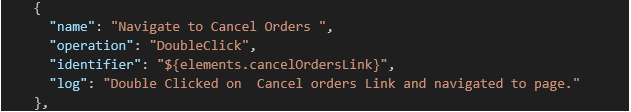 {
"name": "Navigate to Cancel Orders ",
"operation": "DoubleClick",
"identifier": "${elements.cancelOrdersLink}",
"log": "Double Clicked on  Cancel orders Link and navigated to page."
},